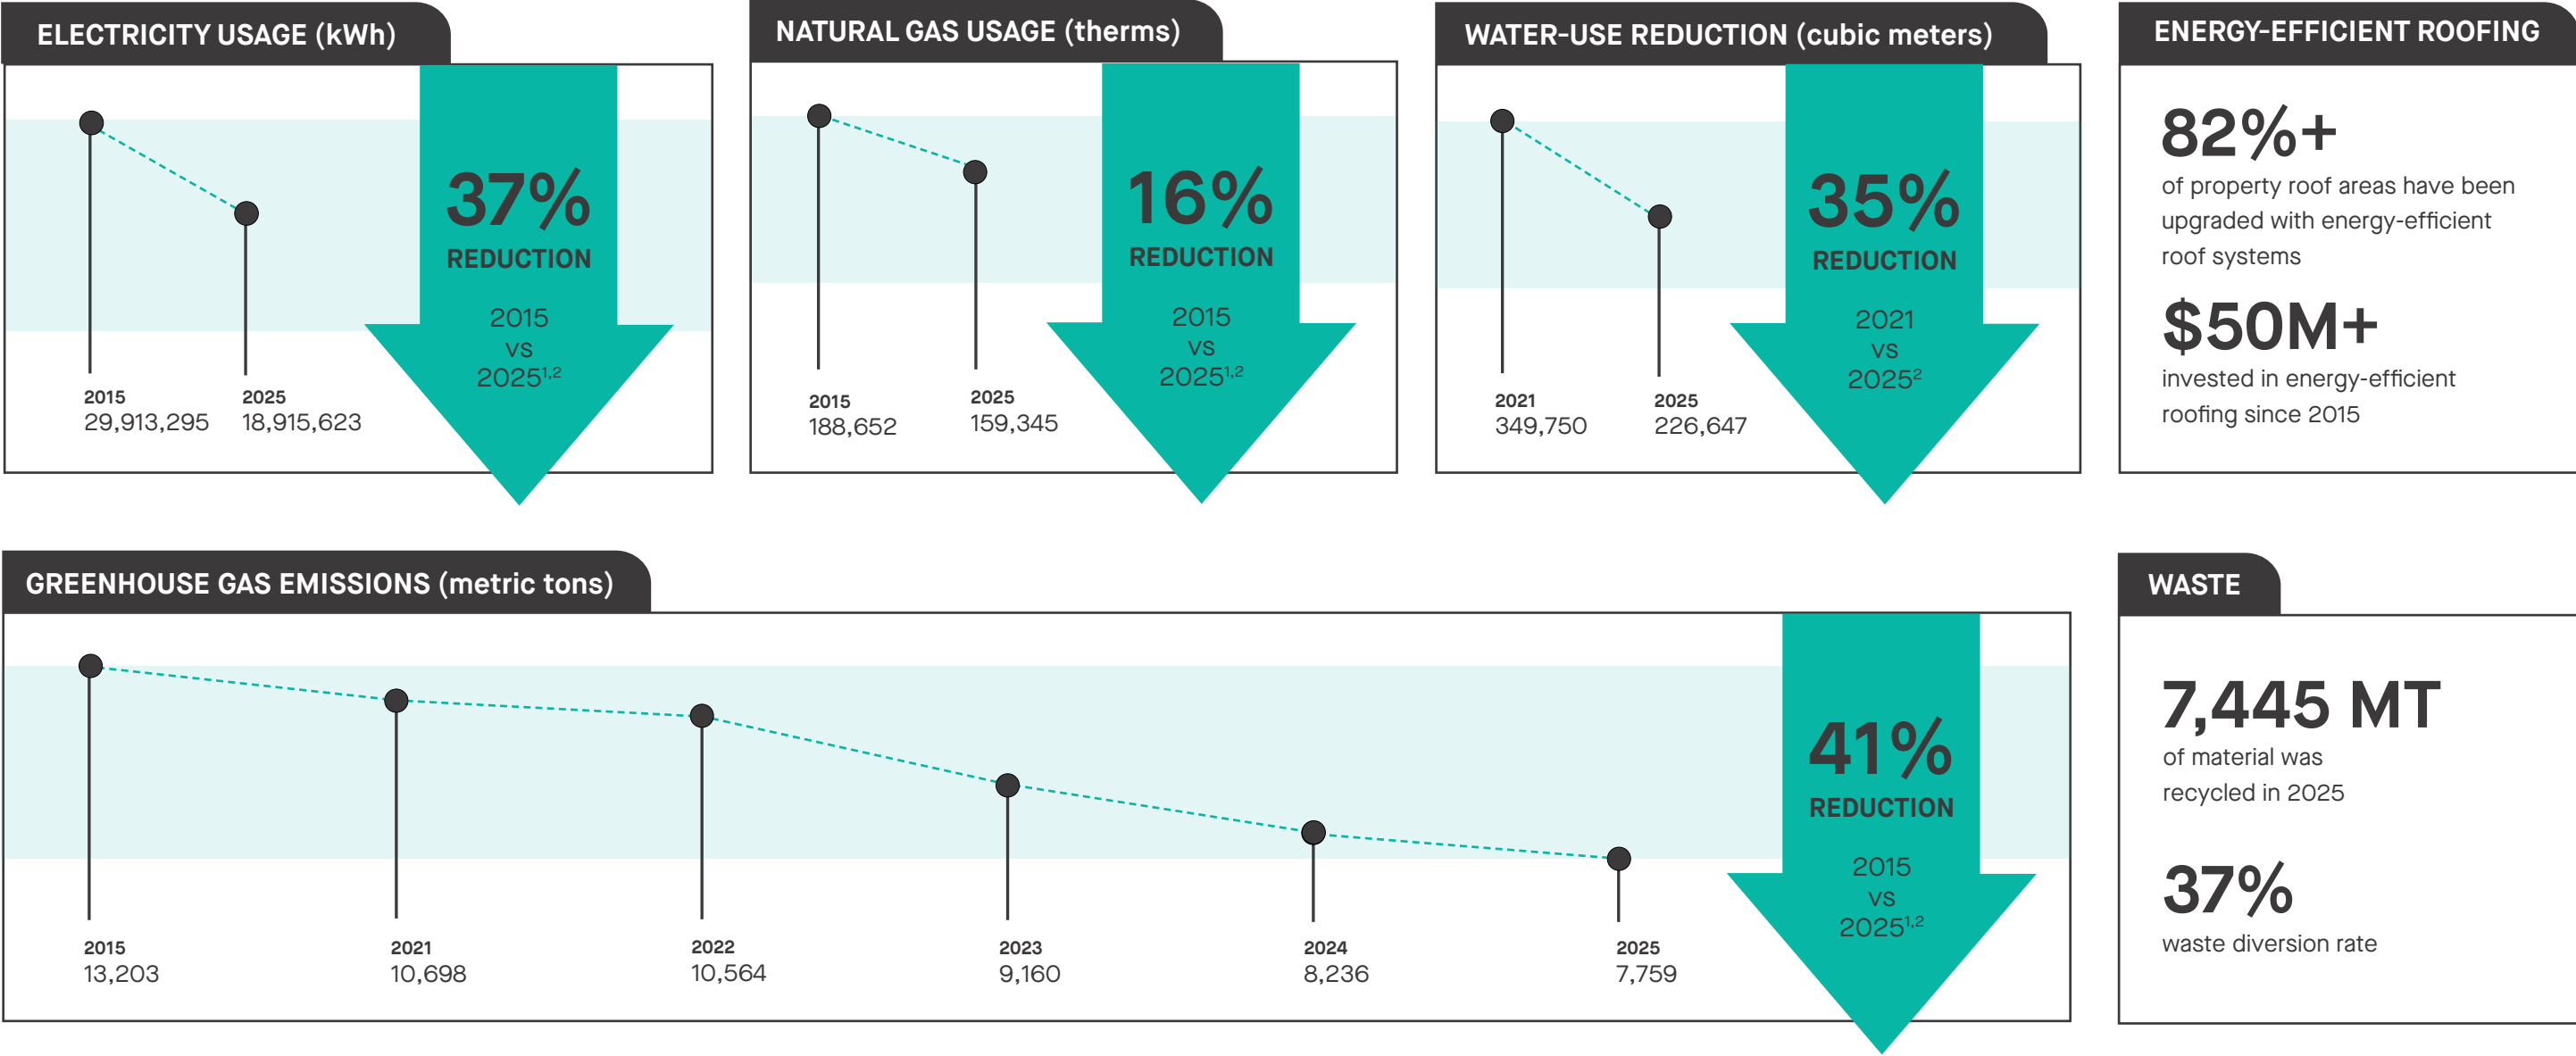 ELECTRICITY USAGE (kWh)
37%
REDUCTION
2015
vs
2025¹,²
2015
29,913,295
2025
18,915,623
NATURAL GAS USAGE (therms)
16%
REDUCTION
2015
vs
2025¹,²
2015
188,652
2025
159,345
WATER-USE REDUCTION (cubic meters)
35%
REDUCTION
2021
vs
2025²
2021
349,750
2025
226,647
ENERGY-EFFICIENT ROOFING
82%+
of property roof areas have been
upgraded with energy-efficient
roof systems
$50M+
invested in energy-efficient
roofing since 2015
GREENHOUSE GAS EMISSIONS (metric tons)
41%
REDUCTION
2015
vs
2025¹,²
2015
13,203
2021
10,698
2022
10,564
2023
9,160
2024
8,236
2025
7,759
WASTE
7,445 MT
of material was
recycled in 2025
37%
waste diversion rate